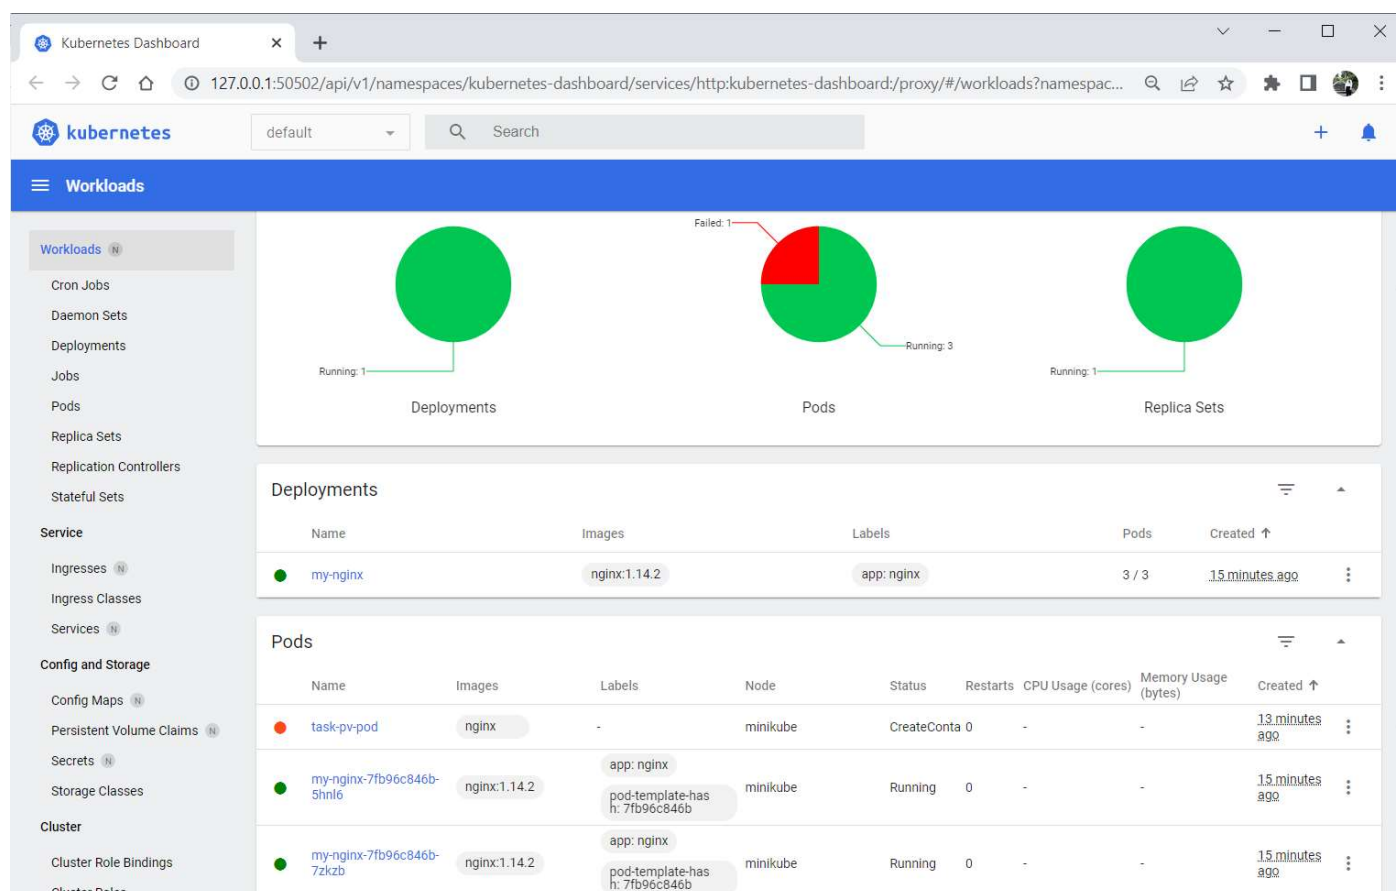 Kubernetes Dashboard
127.0.0.1:50502/api/v1/namespaces/kubernetes-dashboard/services/http:kubernetes-dashboard:/proxy/#/workloads?namespac...
kubernetes
default
Search
Workloads
Workloads N
Cron Jobs
Daemon Sets
Deployments
Jobs
Pods
Replica Sets
Replication Controllers
Stateful Sets
Service
Ingresses N
Ingress Classes
Services N
Config and Storage
Config Maps N
Persistent Volume Claims N
Secrets N
Storage Classes
Cluster
Cluster Role Bindings
Cluster Roles
Running: 1
Deployments
Failed: 1
Running: 3
Pods
Running: 1
Replica Sets
Deployments
Name Images Labels Pods Created
my-nginx nginx:1.14.2 app: nginx 3 / 3 15 minutes ago
Pods
Name Images Labels Node Status Restarts CPU Usage (cores) Memory Usage
(bytes) Created
task-pv-pod nginx - minikube CreateConta 0 - - 13 minutes
ago
my-nginx-7fb96c846b-
5hnl6 nginx:1.14.2 app: nginx
pod-template-has
h: 7fb96c846b minikube Running 0 - - 15 minutes
ago
my-nginx-7fb96c846b-
7zkzb nginx:1.14.2 app: nginx
pod-template-has
h: 7fb96c846b minikube Running 0 - - 15 minutes
ago